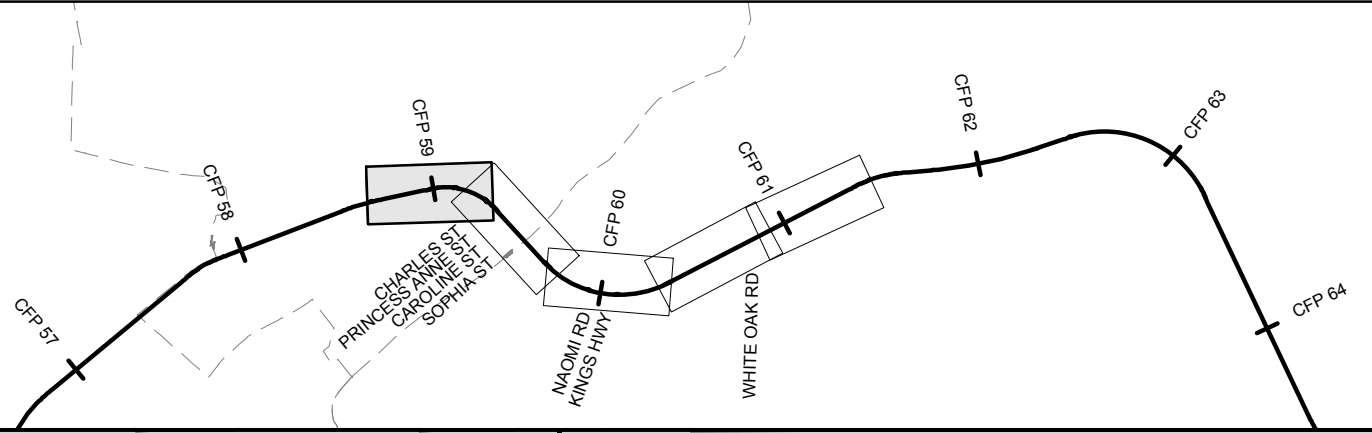 CFP 57
CFP 58
CFP 59
CHARLES ST
PRINCESS ANNE ST
CAROLINE ST
SOPHIA ST
CFP 60
NAOMI RD
KINGS HWY
CFP 61
WHITE OAK RD
CFP 62
CFP 63
CFP 64